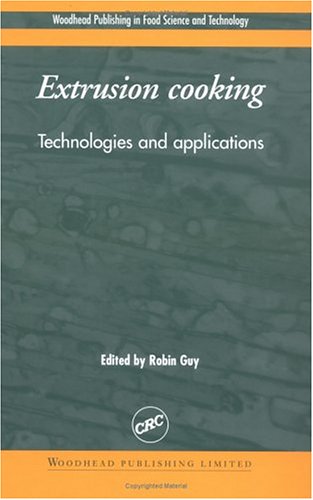 Woodhead Publishing in Food Science and Technology
Extrusion cooking
Technologies and applications
Edited by Robin Guy
CRC
WOODHEAD PUBLISHING LIMITED
Copyrighted Material